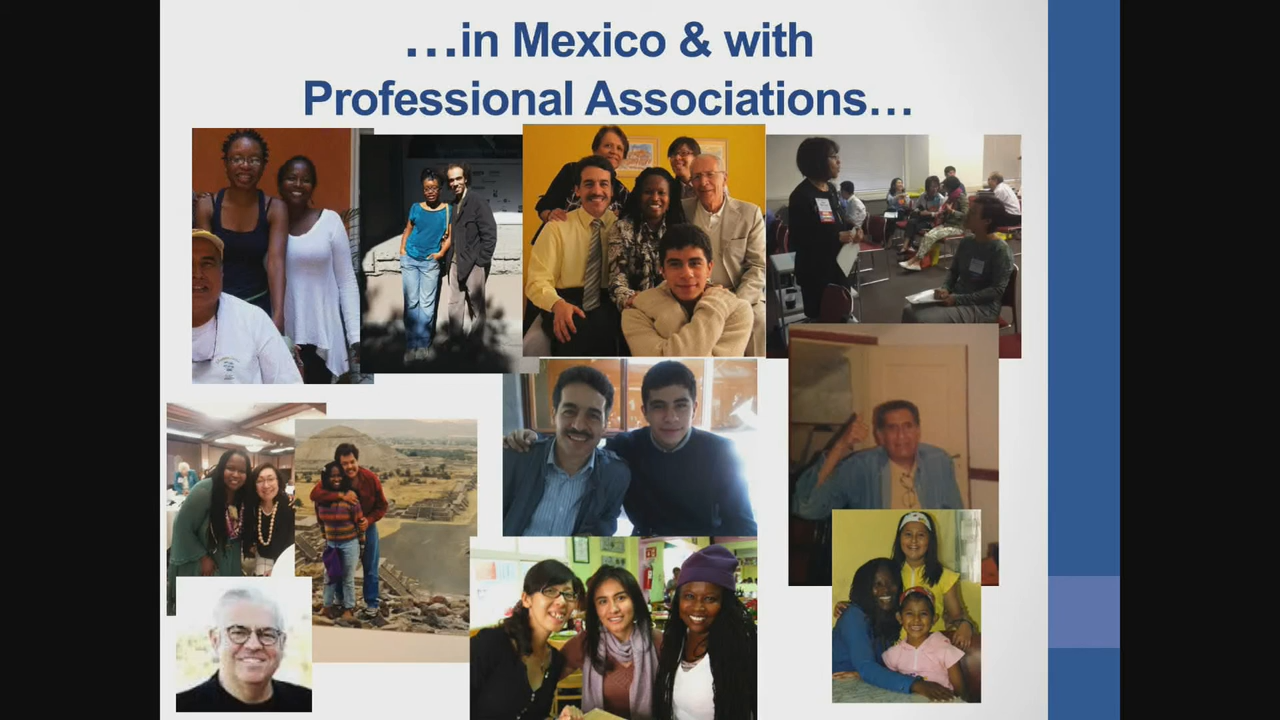 …in Mexico & with
Professional Associations…